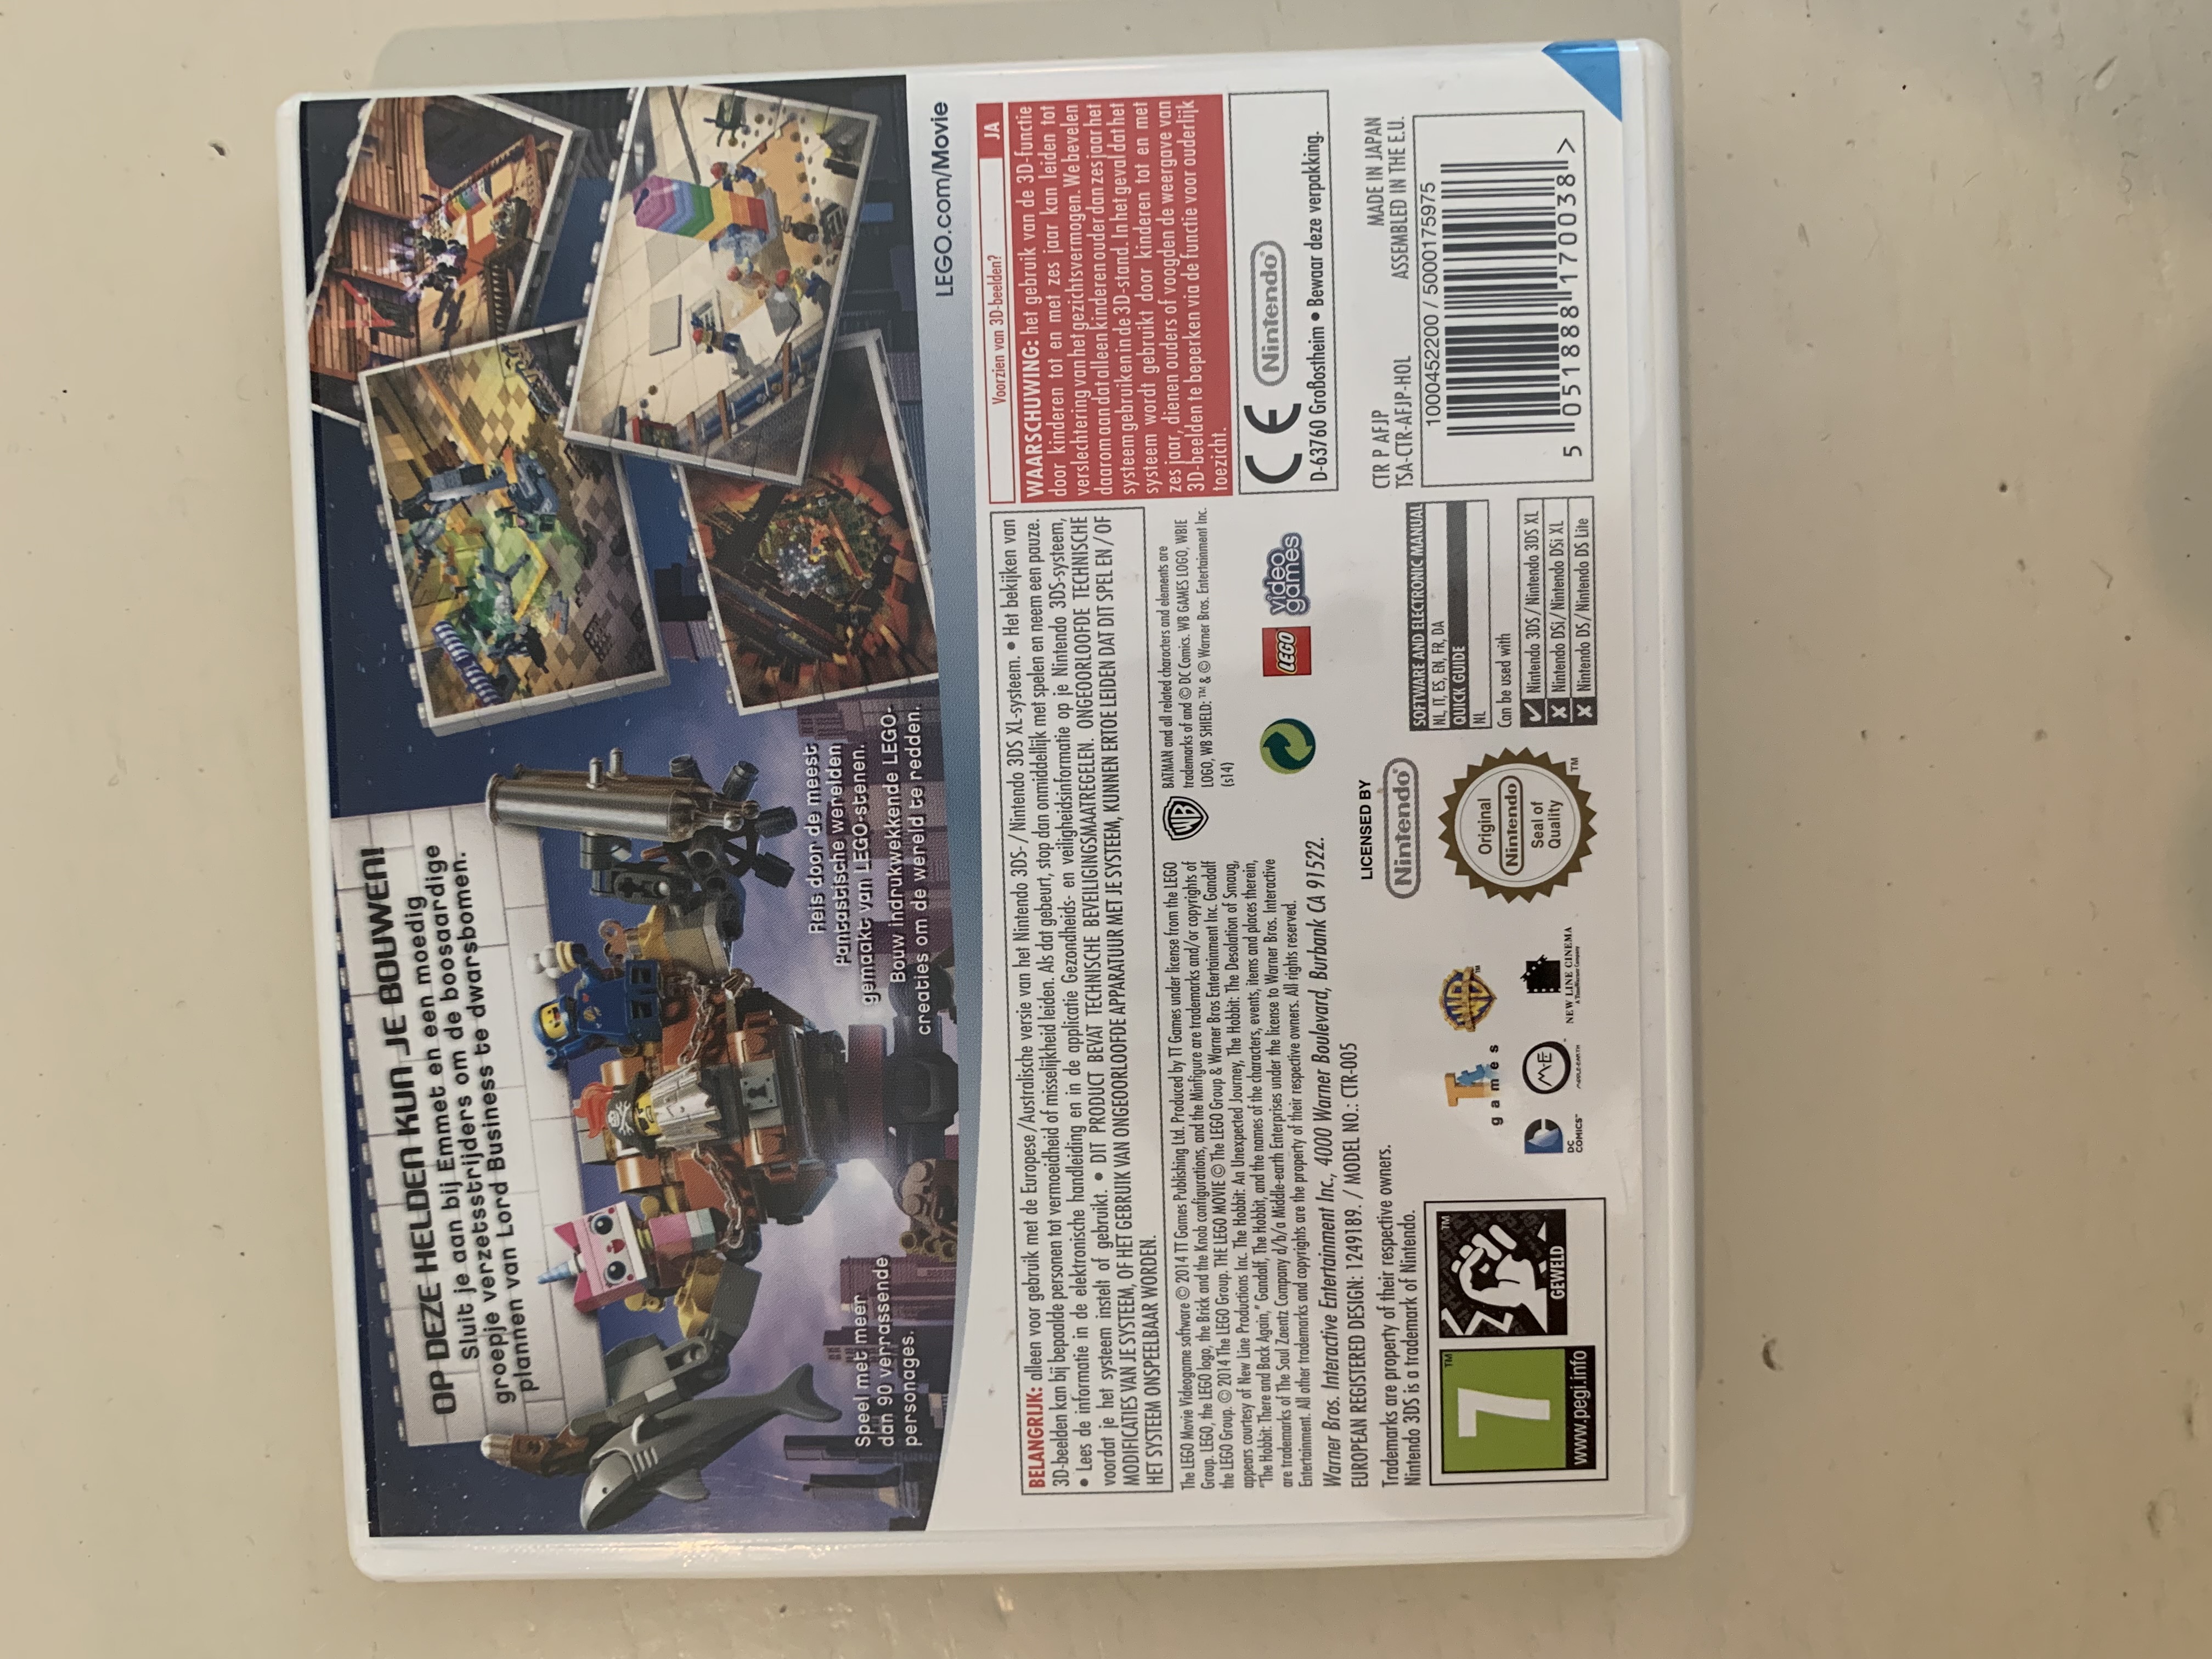 OP DEZE HELDEN KUN JE BOUWEN!
Sluit je aan bij Emmet en een moedig
groepje verzetsstrijders om de boosaardige
plannen van Lord Business te dwarsbomen.
Speel met meer
dan 90 verrassende
personages.
Reis door de meest
fantastische werelden
gemaakt van LEGO-stenen.
Bouw indrukwekkende LEGO-
creaties om de wereld te redden.
LEGO.com/Movie
BELANGRIJK: alleen voor gebruik met de Europese/Australische versie van het Nintendo 3DS-/Nintendo 3DS XL-systeem. • Het bekijken van
3D-beelden kan bij bepaalde personen tot vermoeidheid of misselijkheid leiden. Als dat gebeurt, stop dan onmiddellijk met spelen en neem een pauze.
• Lees de informatie in de elektronische handleiding en in de applicatie Gezondheids- en veiligheidsinformatie op je Nintendo 3DS-systeem,
voordat je het systeem instelt of gebruikt. • DIT PRODUCT BEVAT TECHNISCHE BEVEILIGINGSMAATREGELEN. ONGEOORLOOFDE TECHNISCHE
MODIFICATIES VAN JE SYSTEEM, OF HET GEBRUIK VAN ONGEOORLOOFDE APPARATUUR MET JE SYSTEEM, KUNNEN ERTOE LEIDEN DAT DIT SPEL EN/OF
HET SYSTEEM ONSPEELBAAR WORDEN.
Voorzien van 3D-beelden? JA
WAARSCHUWING: het gebruik van de 3D-functie
door kinderen tot en met zes jaar kan leiden tot
verslechtering van het gezichtsvermogen. We bevelen
daarom aan dat alleen kinderen ouder dan zes jaar het
systeem gebruiken in de 3D-stand. In het geval dat het
systeem wordt gebruikt door kinderen tot en met
zes jaar, dienen ouders of voogden de weergave van
3D-beelden te beperken via de functie voor ouderlijk
toezicht.
The LEGO Movie Videogame software © 2014 TT Games Publishing Ltd. Produced by TT Games under license from the LEGO
Group. LEGO, the LEGO logo, the Brick and the Knob configurations, and the Minifigure are trademarks and/or copyrights of
the LEGO Group. © 2014 The LEGO Group. THE LEGO MOVIE © The LEGO Group & Warner Bros Entertainment Inc. Gandalf
appears courtesy of New Line Productions Inc. The Hobbit: An Unexpected Journey, The Hobbit: The Desolation of Smaug,
"The Hobbit: There and Back Again," Gandalf, The Hobbit, and the names of the characters, events, items and places therein,
are trademarks of The Saul Zaentz Company d/b/a Middle-earth Enterprises under the license to Warner Bros. Interactive
Entertainment. All other trademarks and copyrights are the property of their respective owners. All rights reserved.
Warner Bros. Interactive Entertainment Inc., 4000 Warner Boulevard, Burbank CA 91522.
EUROPEAN REGISTERED DESIGN: 1249189. / MODEL NO.: CTR-005
Trademarks are property of their respective owners.
Nintendo 3DS is a trademark of Nintendo.
WB
BATMAN and all related characters and elements are
trademarks of and © DC Comics. WB GAMES LOGO, WBIE
LOGO, WB SHIELD: ™ & © Warner Bros. Entertainment Inc.
(s14)
LEGO video games
CE Nintendo
D-63760 Großostheim • Bewaar deze verpakking.
7 ™
www.pegi.info
™
GEWELD
Tt games
WB ™
DC COMICS™
M-E
MIDDLE-EARTH
NEW LINE CINEMA
A TimeWarner Company
LICENSED BY
Nintendo
Original
Nintendo
Seal of
Quality
TM
SOFTWARE AND ELECTRONIC MANUAL
NL, IT, ES, EN, FR, DA
QUICK GUIDE
NL
Can be used with
Nintendo 3DS/Nintendo 3DS XL
Nintendo DSi/Nintendo DSi XL
Nintendo DS/Nintendo DS Lite
CTR P AFJP
TSA-CTR-AFJP-HOL
MADE IN JAPAN
ASSEMBLED IN THE E.U.
1000452200 / 5000175975
5 051888 170038 >